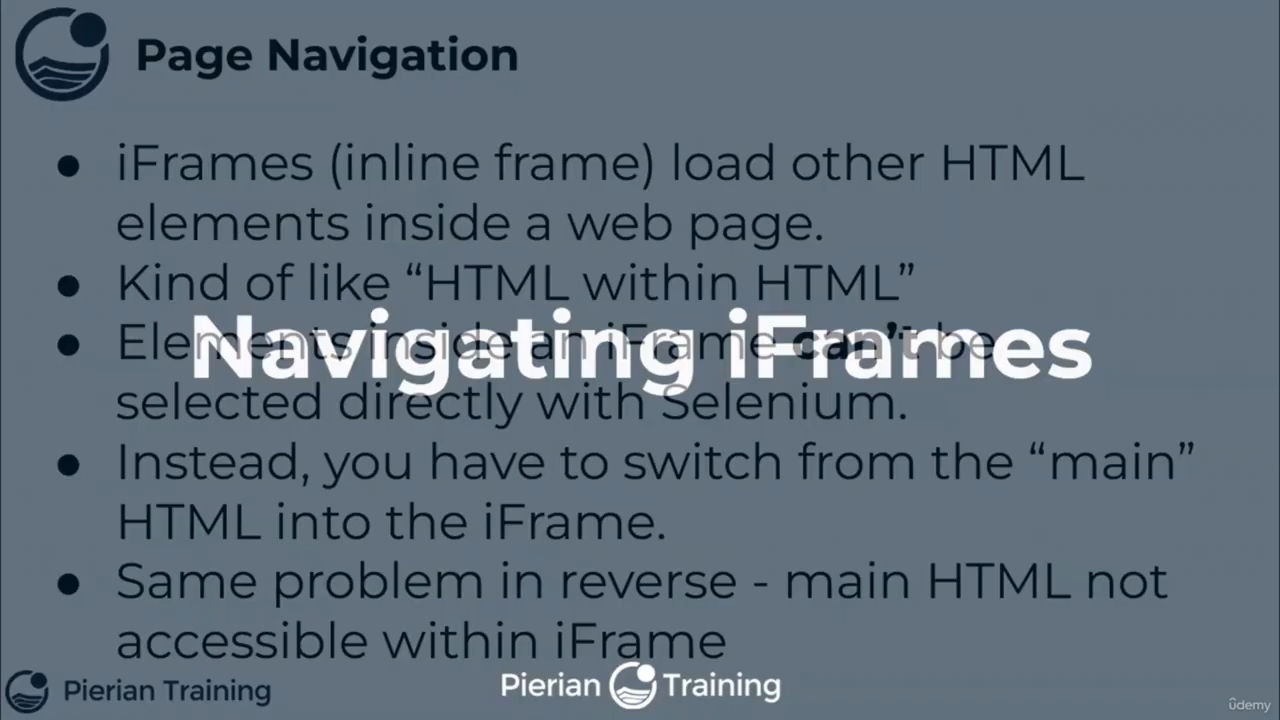 Page Navigation
● iFrames (inline frame) load other HTML
elements inside a web page.
● Kind of like “HTML within HTML”
● Elements inside an iFrame can’t be
Navigating iFrames
selected directly with Selenium.
● Instead, you have to switch from the “main”
HTML into the iFrame.
● Same problem in reverse - main HTML not
accessible within iFrame
Pierian Training
Pierian Training
ûdemy